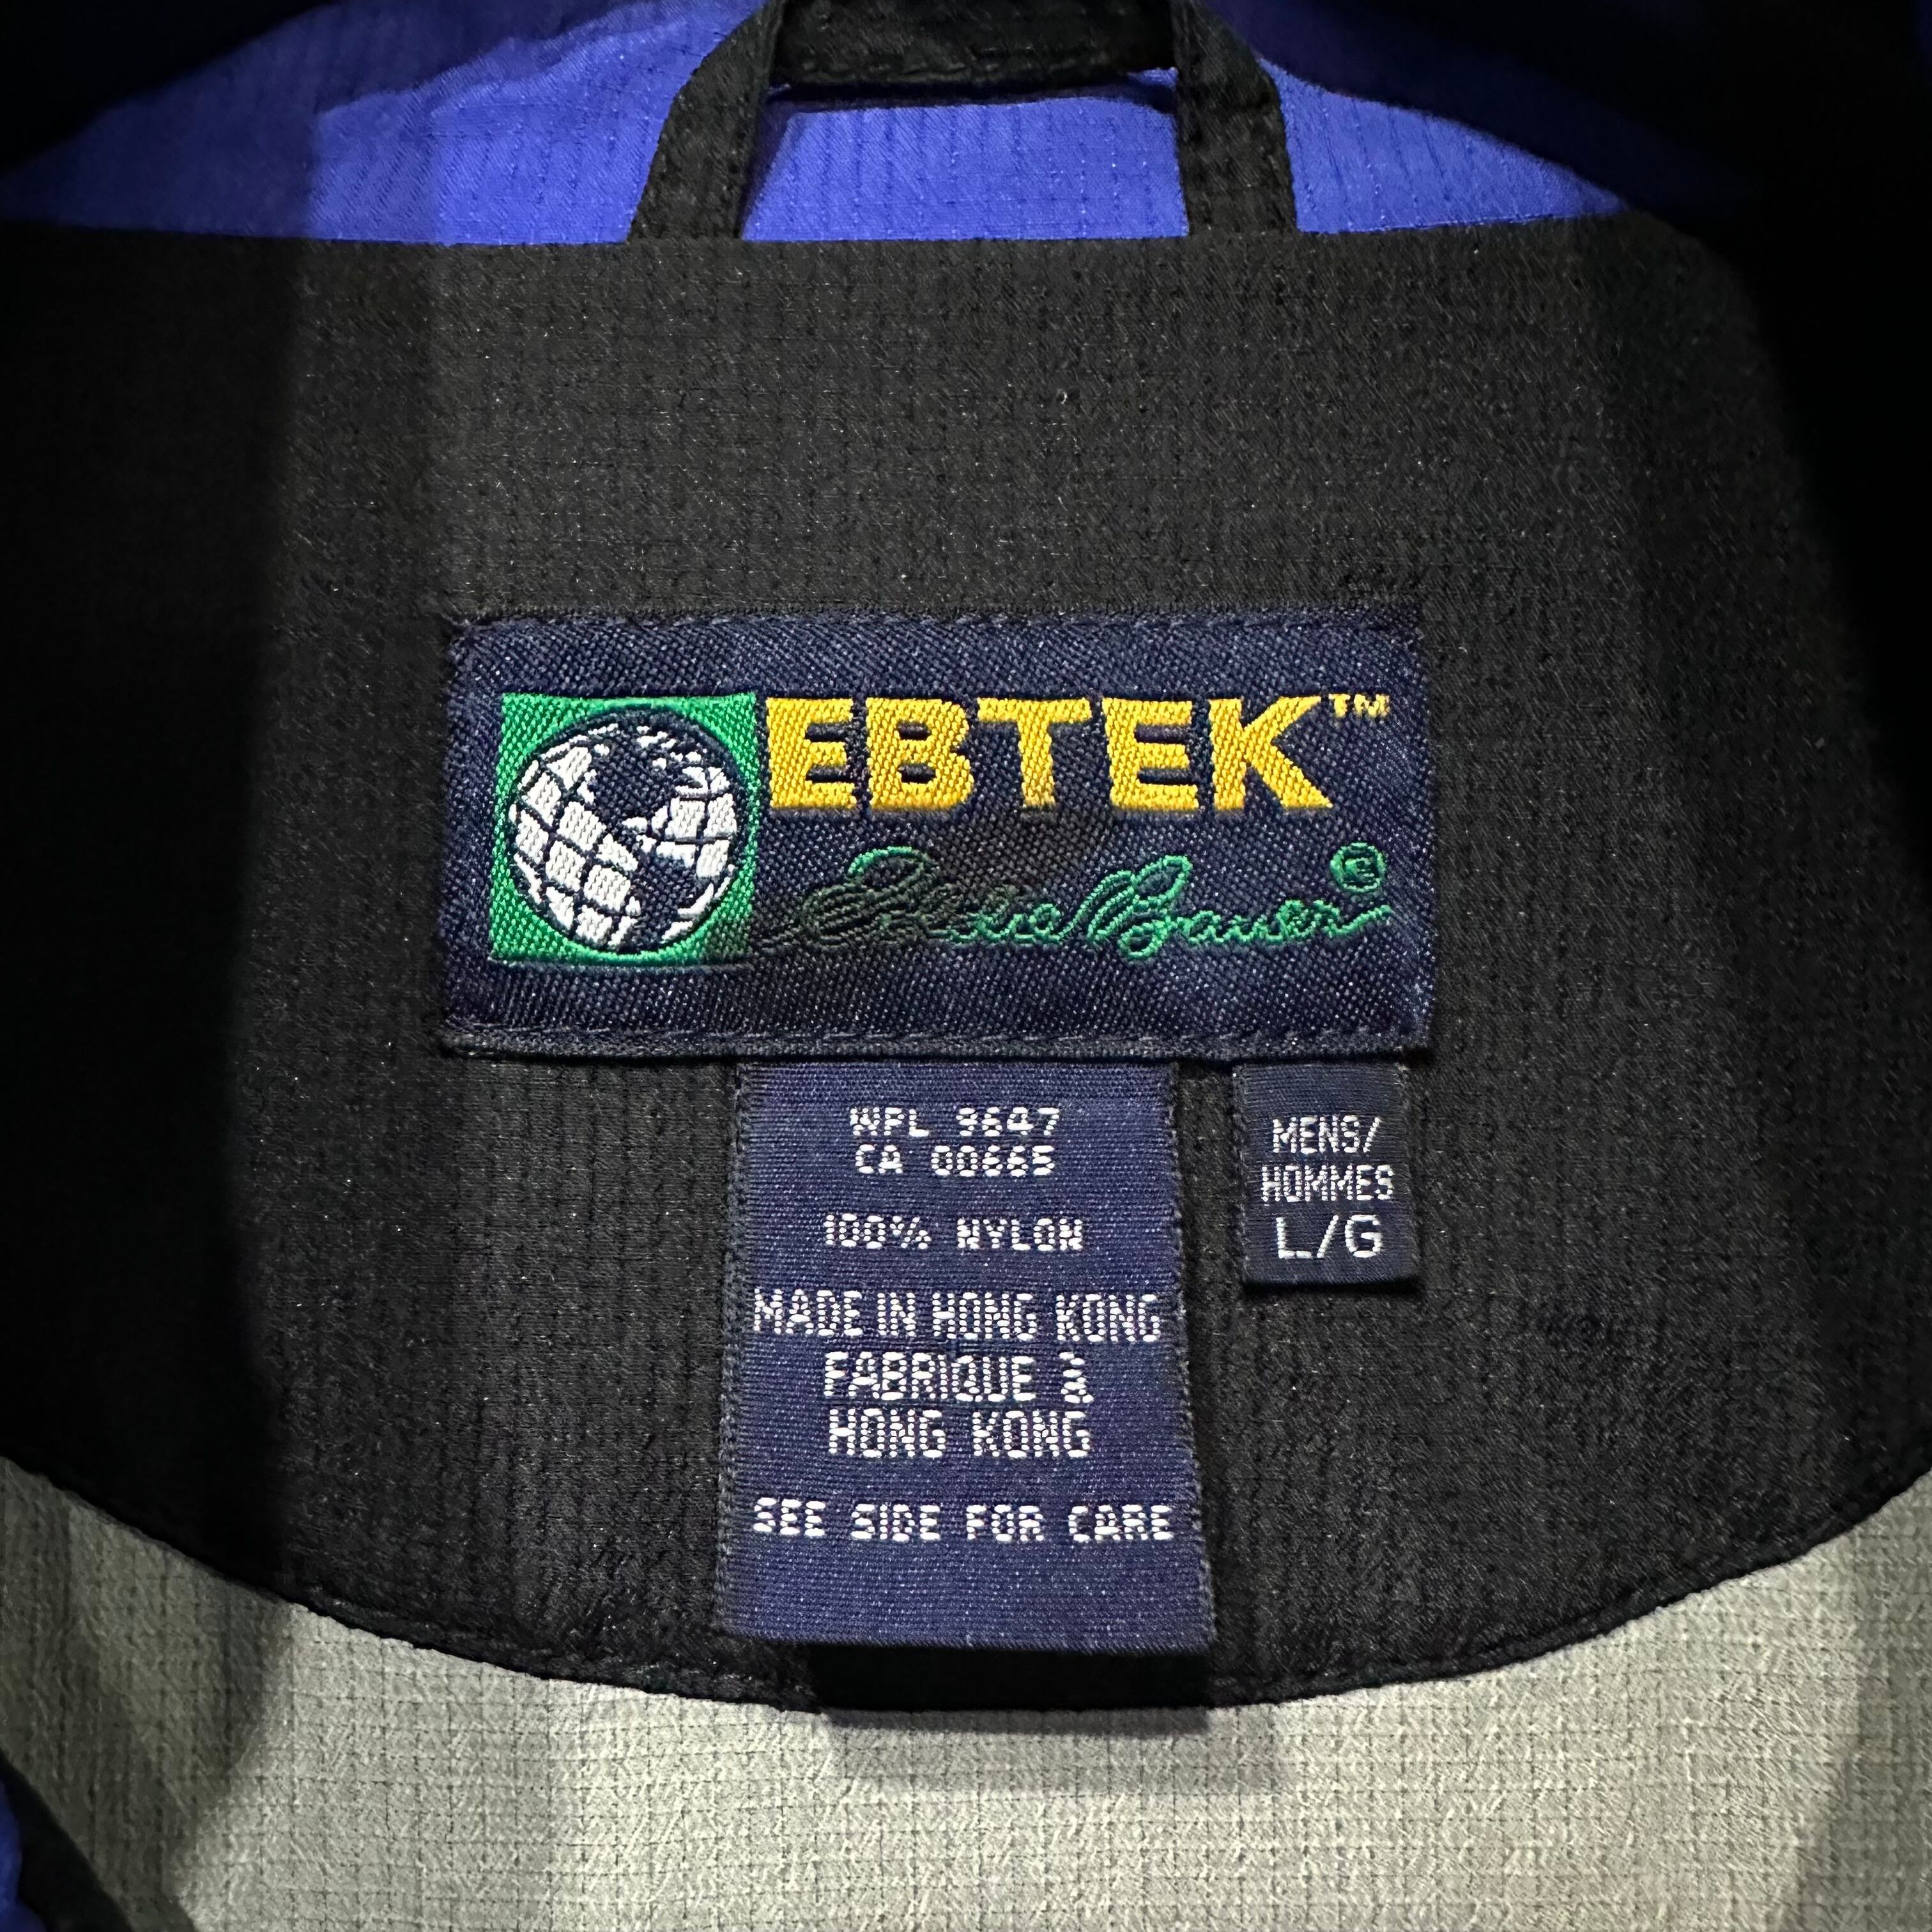 EBTEK™
Eddie Bauer®
WPL 9647
CA 00665
100% NYLON
MADE IN HONG KONG
FABRIQUE À
HONG KONG
SEE SIDE FOR CARE
MENS/
HOMMES
L/G